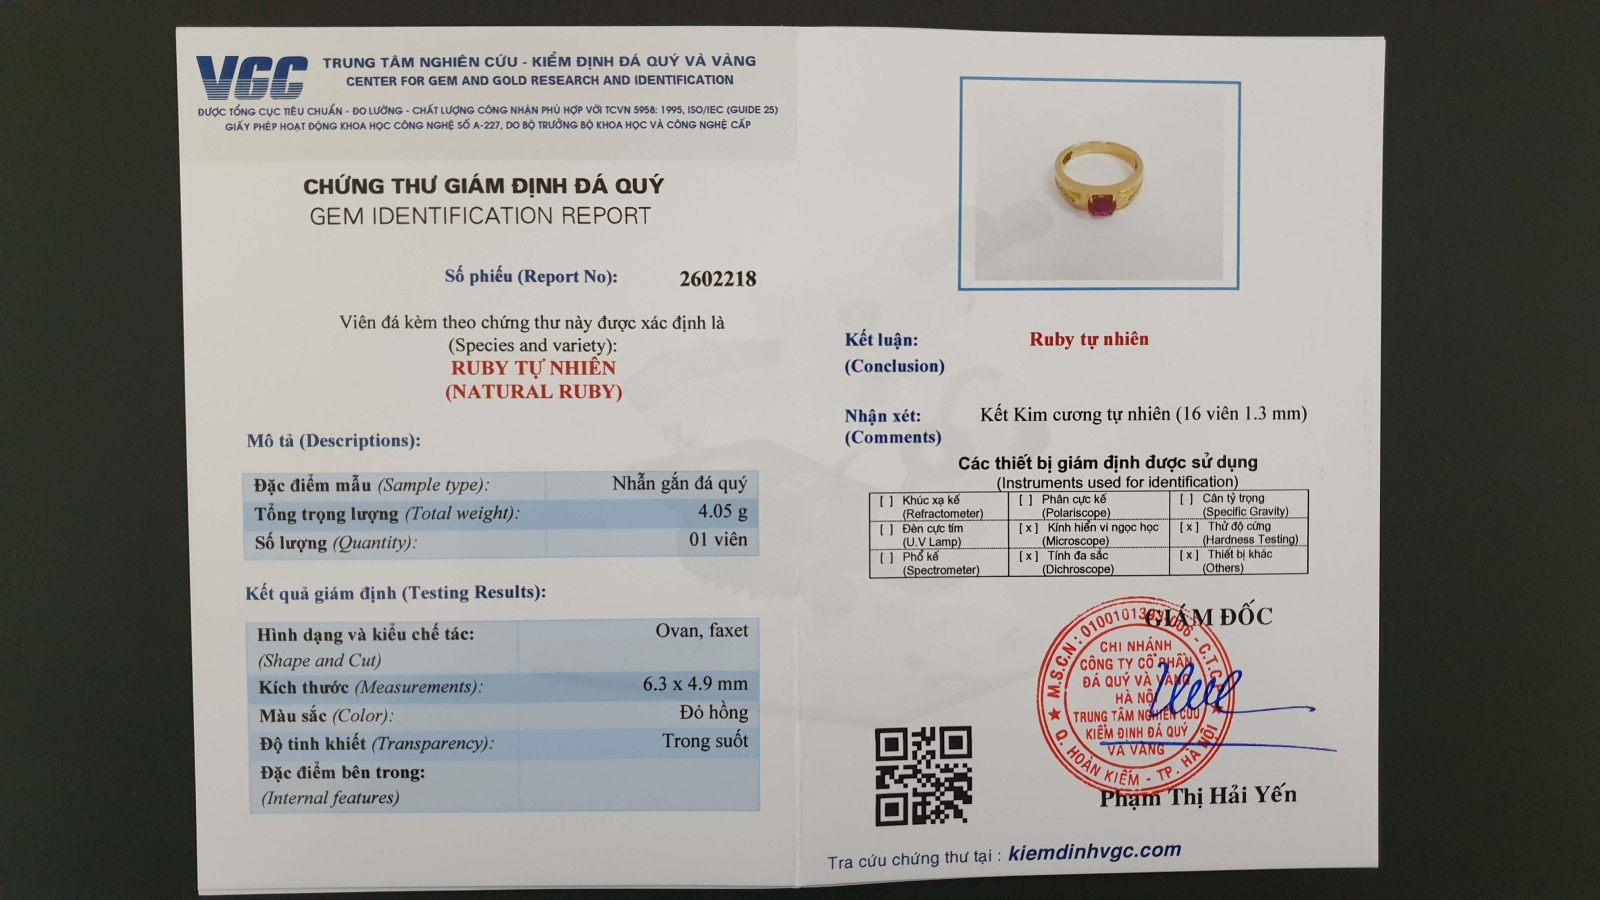 VGC
TRUNG TÂM NGHIÊN CỨU - KIỂM ĐỊNH ĐÁ QUÝ VÀ VÀNG
CENTER FOR GEM AND GOLD RESEARCH AND IDENTIFICATION
ĐƯỢC TỔNG CỤC TIÊU CHUẨN - ĐO LƯỜNG - CHẤT LƯỢNG CÔNG NHẬN PHÙ HỢP VỚI TCVN 5958: 1995, ISO/IEC (GUIDE 25)
GIẤY PHÉP HOẠT ĐỘNG KHOA HỌC CÔNG NGHỆ SỐ A-227, DO BỘ TRƯỞNG BỘ KHOA HỌC VÀ CÔNG NGHỆ CẤP
CHỨNG THƯ GIÁM ĐỊNH ĐÁ QUÝ
GEM IDENTIFICATION REPORT
Số phiếu (Report No): 2602218
Viên đá kèm theo chứng thư này được xác định là
(Species and variety):
RUBY TỰ NHIÊN
(NATURAL RUBY)
Mô tả (Descriptions):
Đặc điểm mẫu (Sample type): Nhẫn gắn đá quý
Tổng trọng lượng (Total weight): 4.05 g
Số lượng (Quantity): 01 viên
Kết quả giám định (Testing Results):
Hình dạng và kiểu chế tác: Ovan, faxet
(Shape and Cut)
Kích thước (Measurements): 6.3 x 4.9 mm
Màu sắc (Color): Đỏ hồng
Độ tinh khiết (Transparency): Trong suốt
Đặc điểm bên trong:
(Internal features)
Kết luận: Ruby tự nhiên
(Conclusion)
Nhận xét: Kết Kim cương tự nhiên (16 viên 1.3 mm)
(Comments)
Các thiết bị giám định được sử dụng
(Instruments used for identification)
[ ] Khúc xạ kế [ ] Phân cực kế [ ] Cân tỷ trọng
(Refractometer) (Polariscope) (Specific Gravity)
[ ] Đèn cực tím [x] Kính hiển vi ngọc học [x] Thử độ cứng
(U.V Lamp) (Microscope) (Hardness Testing)
[ ] Phổ kế [x] Tính đa sắc [x] Thiết bị khác
(Spectrometer) (Dichroscope) (Others)
GIÁM ĐỐC
CHI NHÁNH
CÔNG TY CỔ PHẦN
ĐÁ QUÝ VÀ VÀNG
HÀ NỘI
TRUNG TÂM NGHIÊN CỨU
KIỂM ĐỊNH ĐÁ QUÝ
VÀ VÀNG
Q. HOÀN KIẾM - TP. HÀ NỘI
Phạm Thị Hải Yến
Tra cứu chứng thư tại : kiemdinhvgc.com